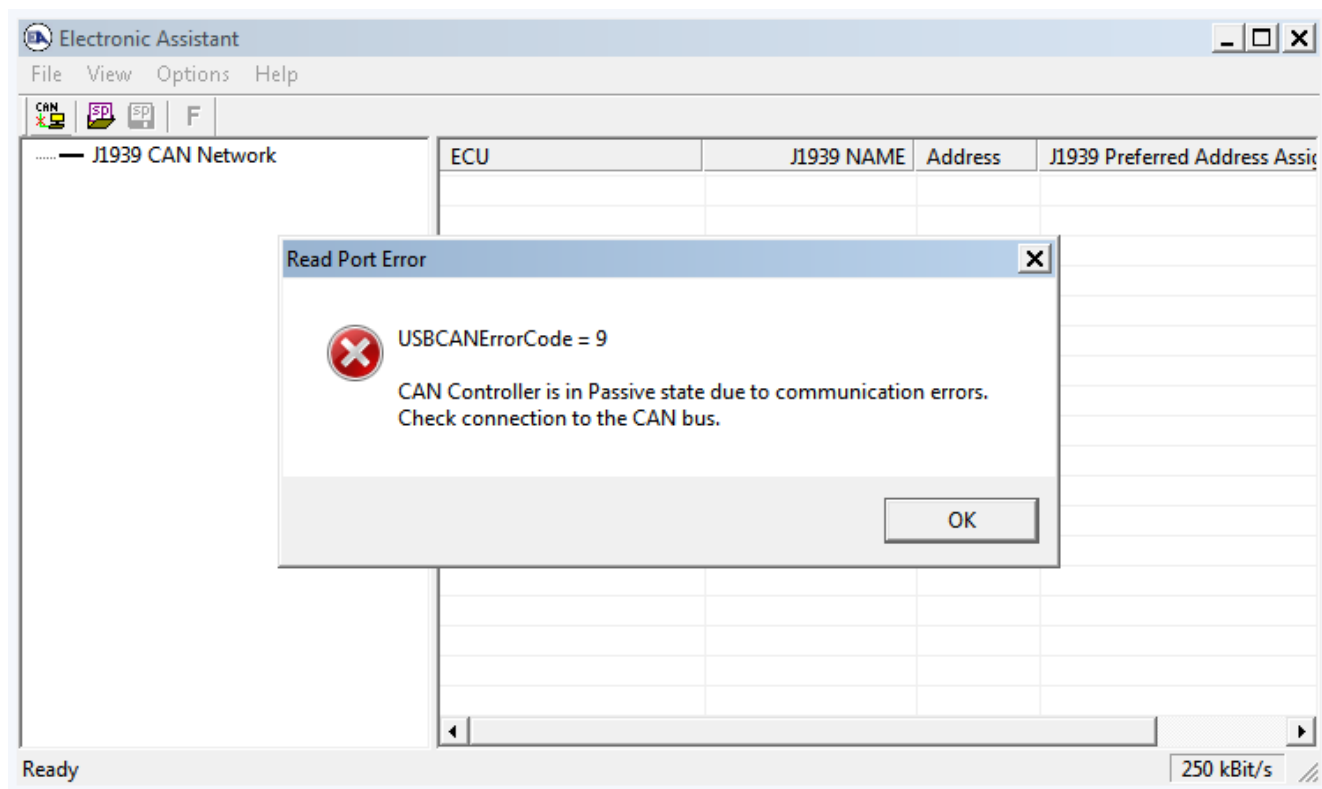 Electronic Assistant
File View Options Help
CAN SP SP F
J1939 CAN Network
ECU J1939 NAME Address J1939 Preferred Address Assig
Read Port Error
USBCANErrorCode = 9
CAN Controller is in Passive state due to communication errors.
Check connection to the CAN bus.
OK
Ready 250 kBit/s